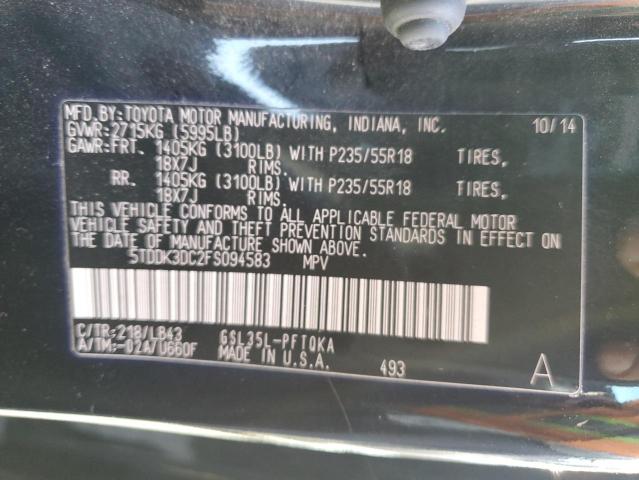 MFD.BY:TOYOTA MOTOR MANUFACTURING, INDIANA, INC. 10/14
GVWR:2715KG (5995LB)
GAWR:FRT. 1405KG (3100LB) WITH P235/55R18 TIRES,
18X7J RIMS.
RR. 1405KG (3100LB) WITH P235/55R18 TIRES,
18X7J RIMS.
THIS VEHICLE CONFORMS TO ALL APPLICABLE FEDERAL MOTOR
VEHICLE SAFETY AND THEFT PREVENTION STANDARDS IN EFFECT ON
THE DATE OF MANUFACTURE SHOWN ABOVE.
5TDDK3DC2FS094583 MPV
C/TR:218/LB43 GSL35L-PFTQKA
A/TM:-02A/U660F MADE IN U.S.A. 493 A